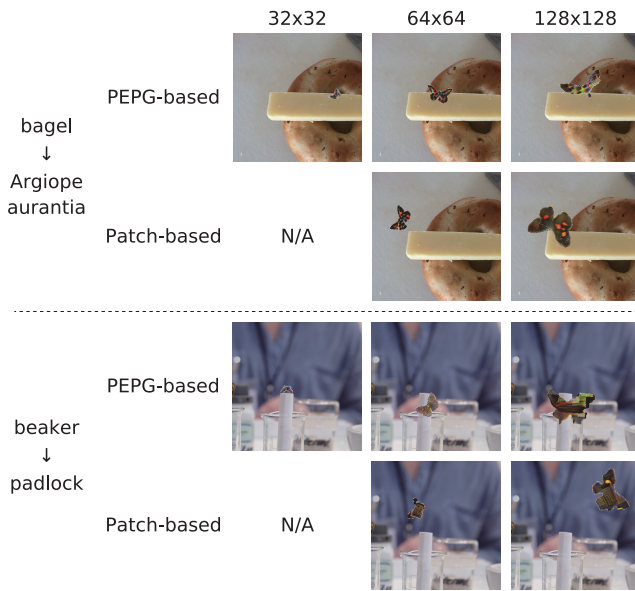 32x32 64x64 128x128
PEPG-based
bagel
↓
Argiope
aurantia
Patch-based N/A
PEPG-based
beaker
↓
padlock
Patch-based N/A